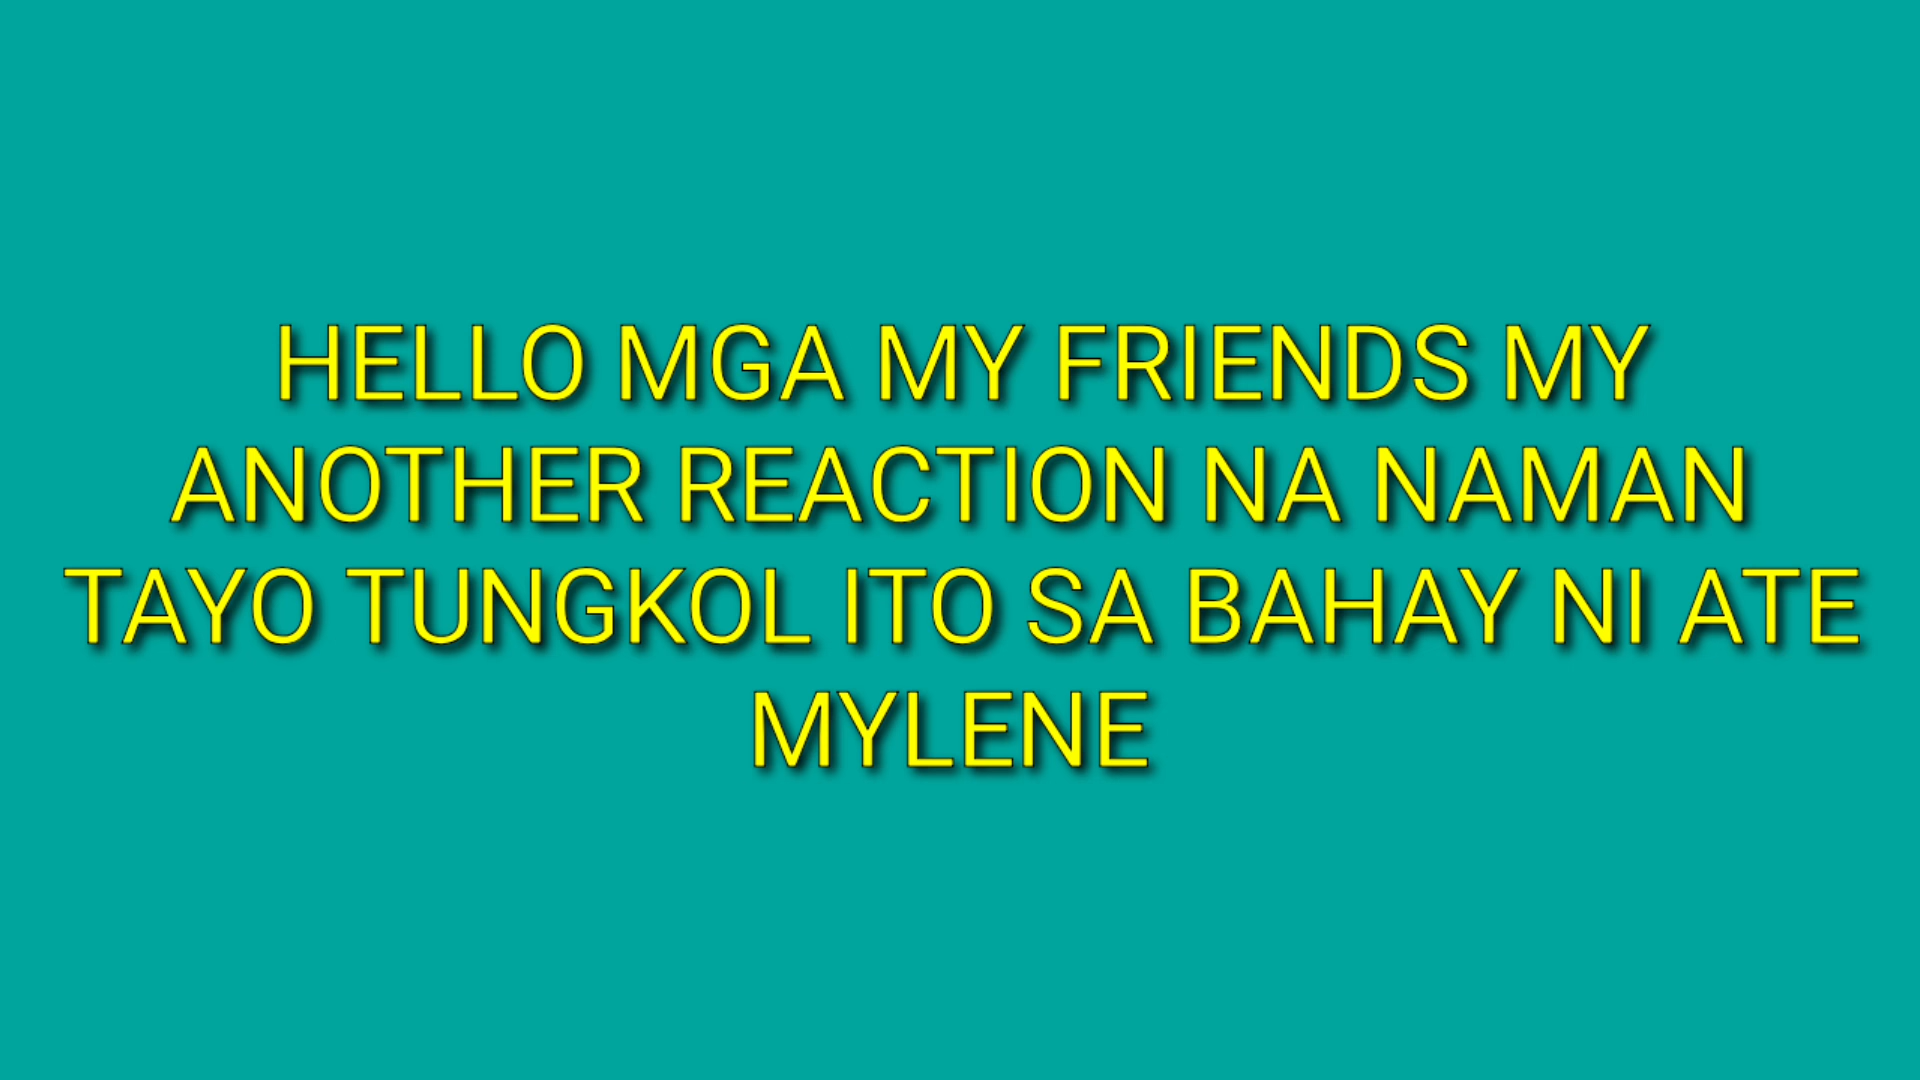 HELLO MGA MY FRIENDS MY
ANOTHER REACTION NA NAMAN
TAYO TUNGKOL ITO SA BAHAY NI ATE
MYLENE